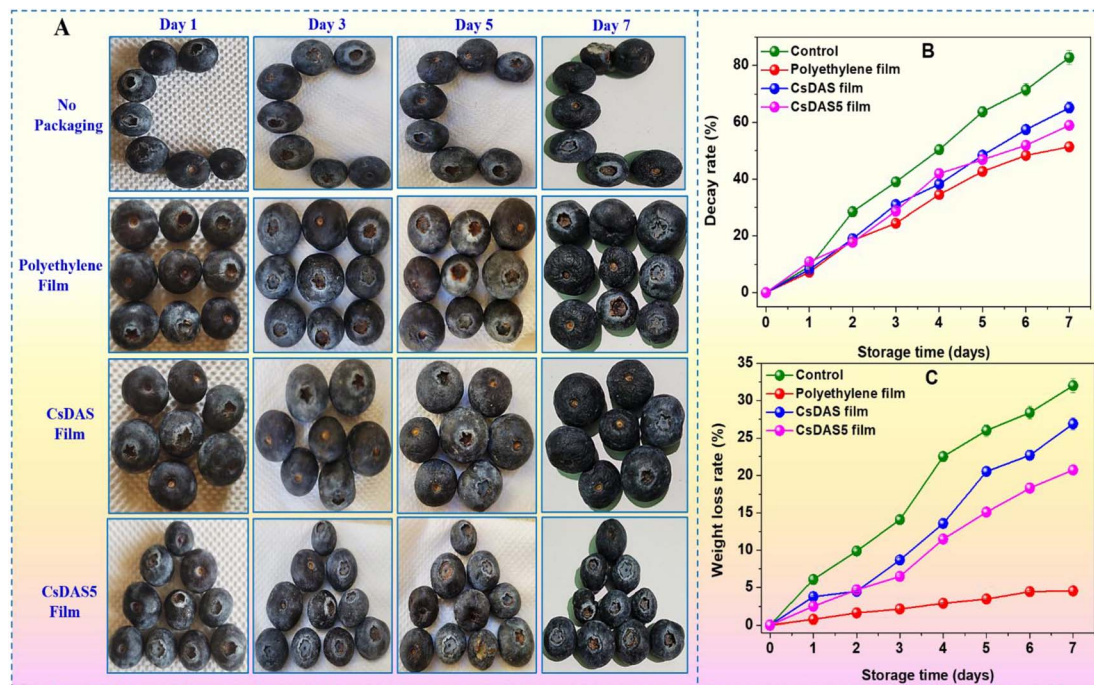 A
Day 1
Day 3
Day 5
Day 7
No
Packaging
Polyethylene
Film
CsDAS
Film
CsDAS5
Film
B
Control
Polyethylene film
CsDAS film
CsDAS5 film
Decay rate (%)
80
60
40
20
0
0 1 2 3 4 5 6 7
Storage time (days)
C
Control
Polyethylene film
CsDAS film
CsDAS5 film
Weight loss rate (%)
35
30
25
20
15
10
5
0
0 1 2 3 4 5 6 7
Storage time (days)